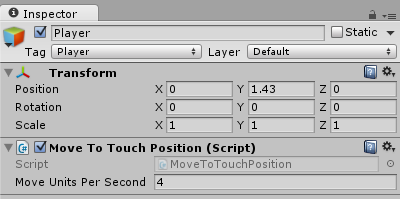 Inspector
Player Static
Tag Player Layer Default
Transform
Position X 0 Y 1.43 Z 0
Rotation X 0 Y 0 Z 0
Scale X 1 Y 1 Z 1
Move To Touch Position (Script)
Script MoveToTouchPosition
Move Units Per Second 4